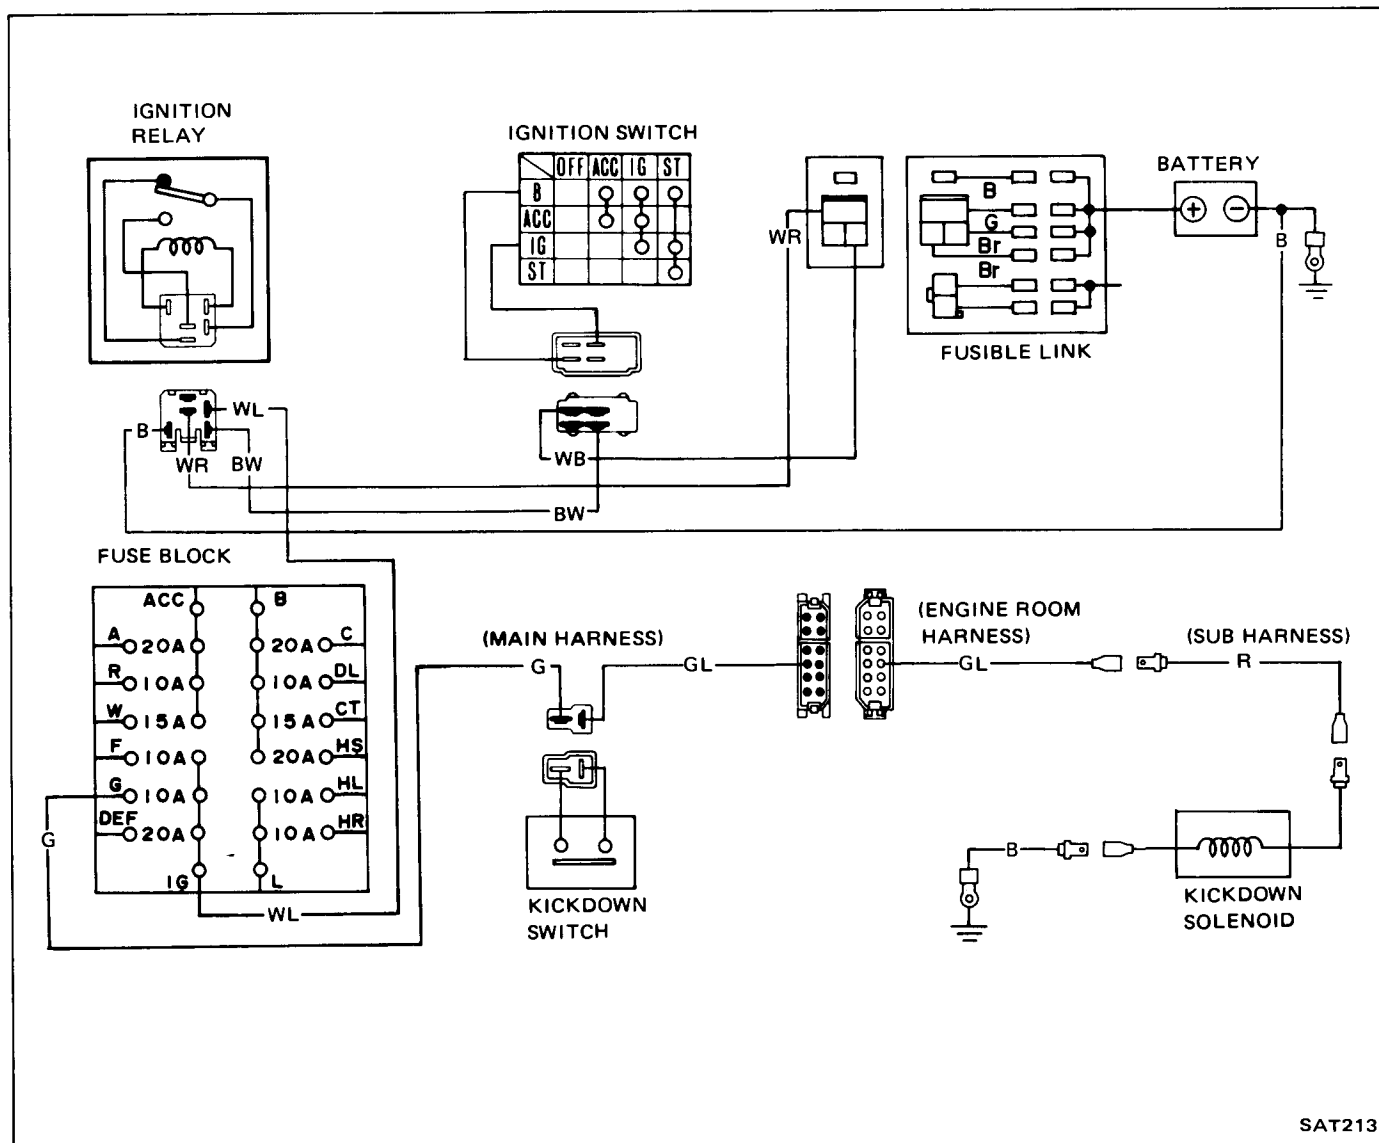 IGNITION
RELAY
IGNITION SWITCH
OFF ACC IG ST
B
ACC
IG
ST
WR
B
G
Br
Br
FUSIBLE LINK
BATTERY
+ −
B
B
WL
WR
BW
WB
BW
FUSE BLOCK
ACC B
A 20A 20A C
R 10A 10A DL
W 15A 15A CT
F 10A 20A HS
G 10A 10A HL
DEF 20A 10A HR
IG L
G
WL
(MAIN HARNESS)
G
GL
(ENGINE ROOM
HARNESS)
GL
(SUB HARNESS)
R
KICKDOWN
SWITCH
B
KICKDOWN
SOLENOID
SAT213